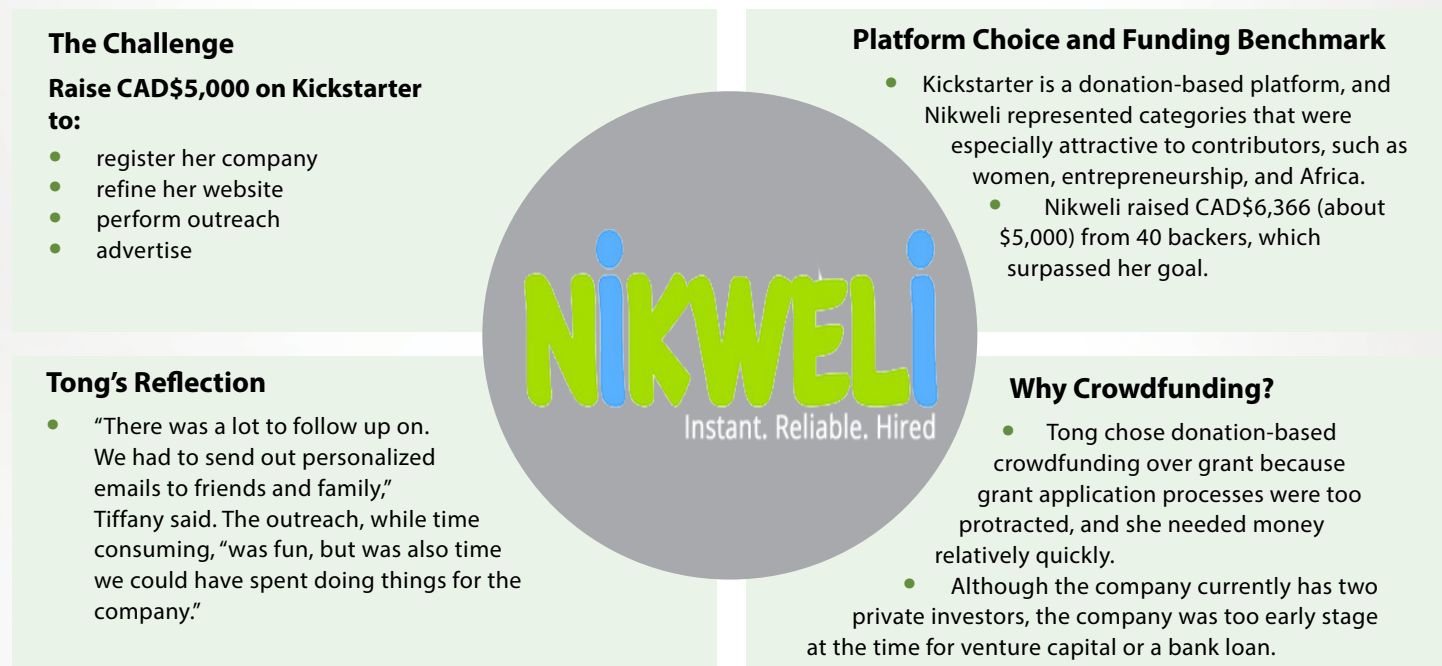 The Challenge
Raise CAD$5,000 on Kickstarter
to:
• register her company
• refine her website
• perform outreach
• advertise
Platform Choice and Funding Benchmark
• Kickstarter is a donation-based platform, and
Nikweli represented categories that were
especially attractive to contributors, such as
women, entrepreneurship, and Africa.
• Nikweli raised CAD$6,366 (about
$5,000) from 40 backers, which
surpassed her goal.
NiKWELi
Instant. Reliable. Hired
Tong’s Reflection
• “There was a lot to follow up on.
We had to send out personalized
emails to friends and family,”
Tiffany said. The outreach, while time
consuming, “was fun, but was also time
we could have spent doing things for the
company.”
Why Crowdfunding?
• Tong chose donation-based
crowdfunding over grant because
grant application processes were too
protracted, and she needed money
relatively quickly.
• Although the company currently has two
private investors, the company was too early stage
at the time for venture capital or a bank loan.